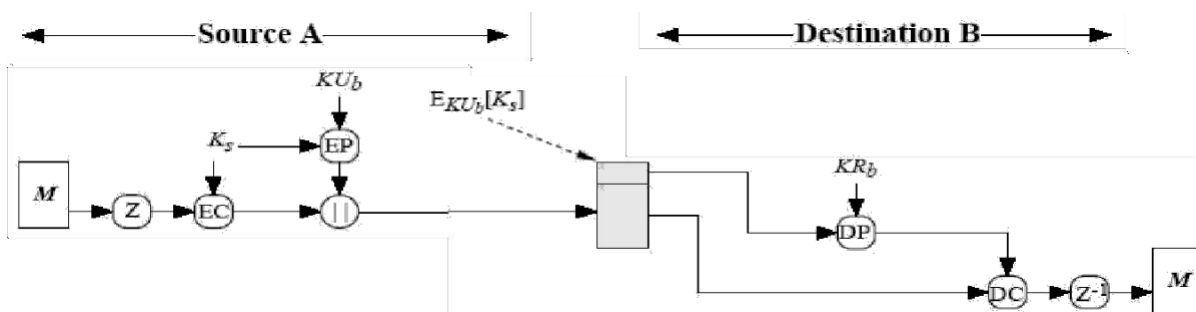 Source A
Destination B
KUb
EKUb[Ks]
Ks
EP
KRb
M
Z
EC
||
DP
M
DC
Z-1